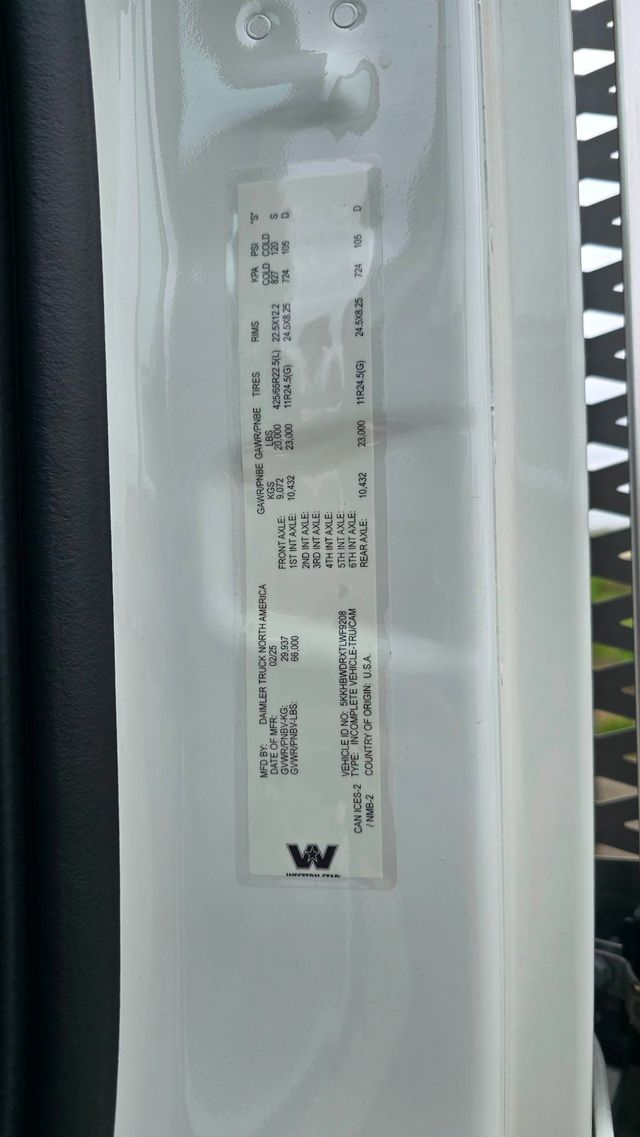 WESTERN STAR
MFD BY: DAIMLER TRUCK NORTH AMERICA
DATE OF MFR: 02/25
GVWR/PNBV-KG: 29,937
GVWR/PNBV-LBS: 66,000
VEHICLE ID NO: 5KKHBWDRXTLWF9208
CAN ICES-2 TYPE: INCOMPLETE VEHICLE-TRU/CAM
/ NMB-2 COUNTRY OF ORIGIN: U.S.A.
GAWR/PNBE GAWR/PNBE TIRES RIMS KPA PSI "S"
KGS LBS COLD COLD
FRONT AXLE: 9,072 20,000 425/65R22.5(L) 22.5X12.2 827 120 S
1ST INT AXLE: 10,432 23,000 11R24.5(G) 24.5X8.25 724 105 D
2ND INT AXLE:
3RD INT AXLE:
4TH INT AXLE:
5TH INT AXLE:
6TH INT AXLE:
REAR AXLE: 10,432 23,000 11R24.5(G) 24.5X8.25 724 105 D